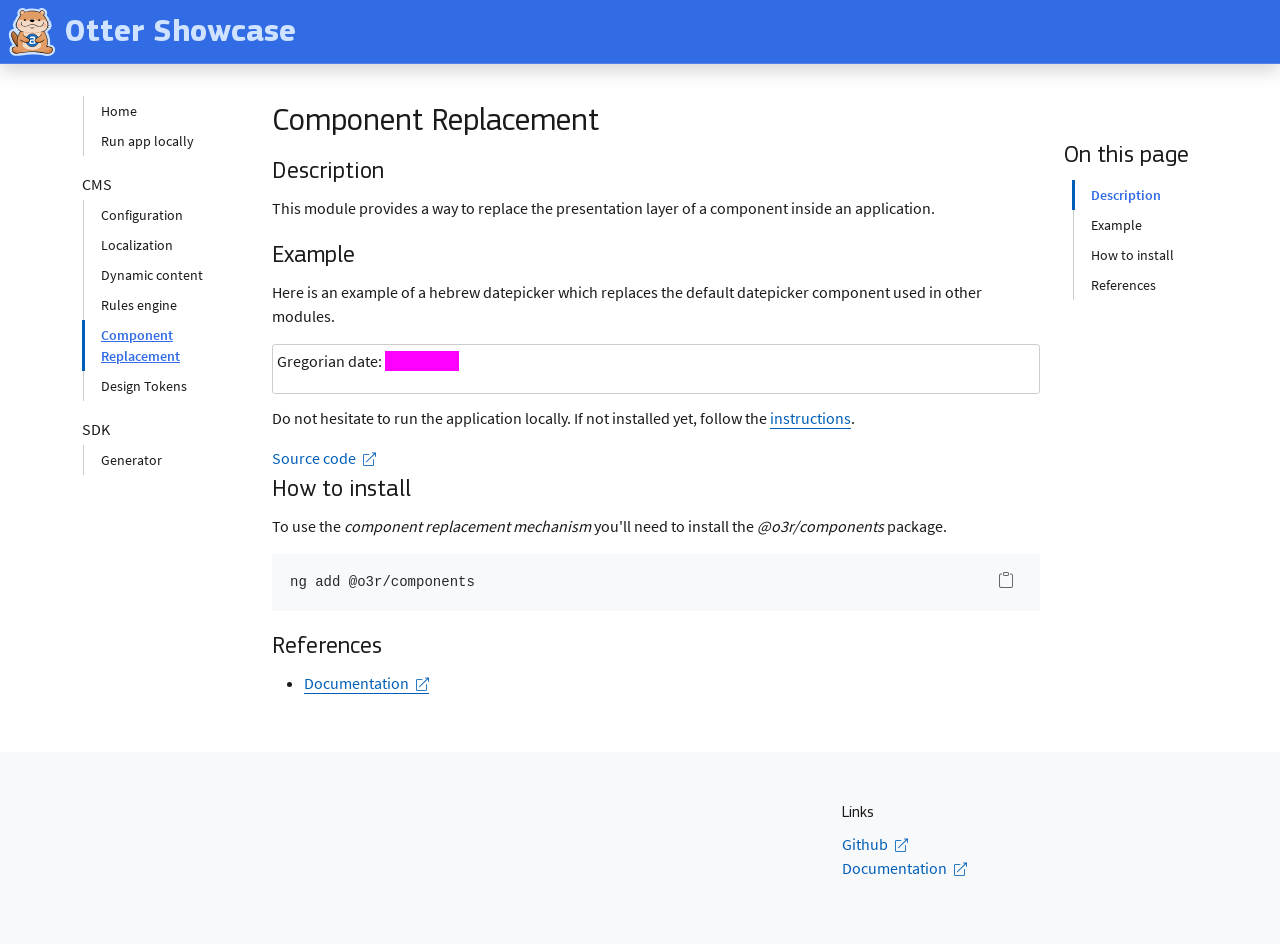 Otter Showcase
Home
Run app locally
CMS
Configuration
Localization
Dynamic content
Rules engine
Component
Replacement
Design Tokens
SDK
Generator
Component Replacement
Description
This module provides a way to replace the presentation layer of a component inside an application.
Example
Here is an example of a hebrew datepicker which replaces the default datepicker component used in other
modules.
Gregorian date:
Do not hesitate to run the application locally. If not installed yet, follow the instructions.
Source code
How to install
To use the component replacement mechanism you'll need to install the @o3r/components package.
ng add @o3r/components
References
Documentation
On this page
Description
Example
How to install
References
Links
Github
Documentation